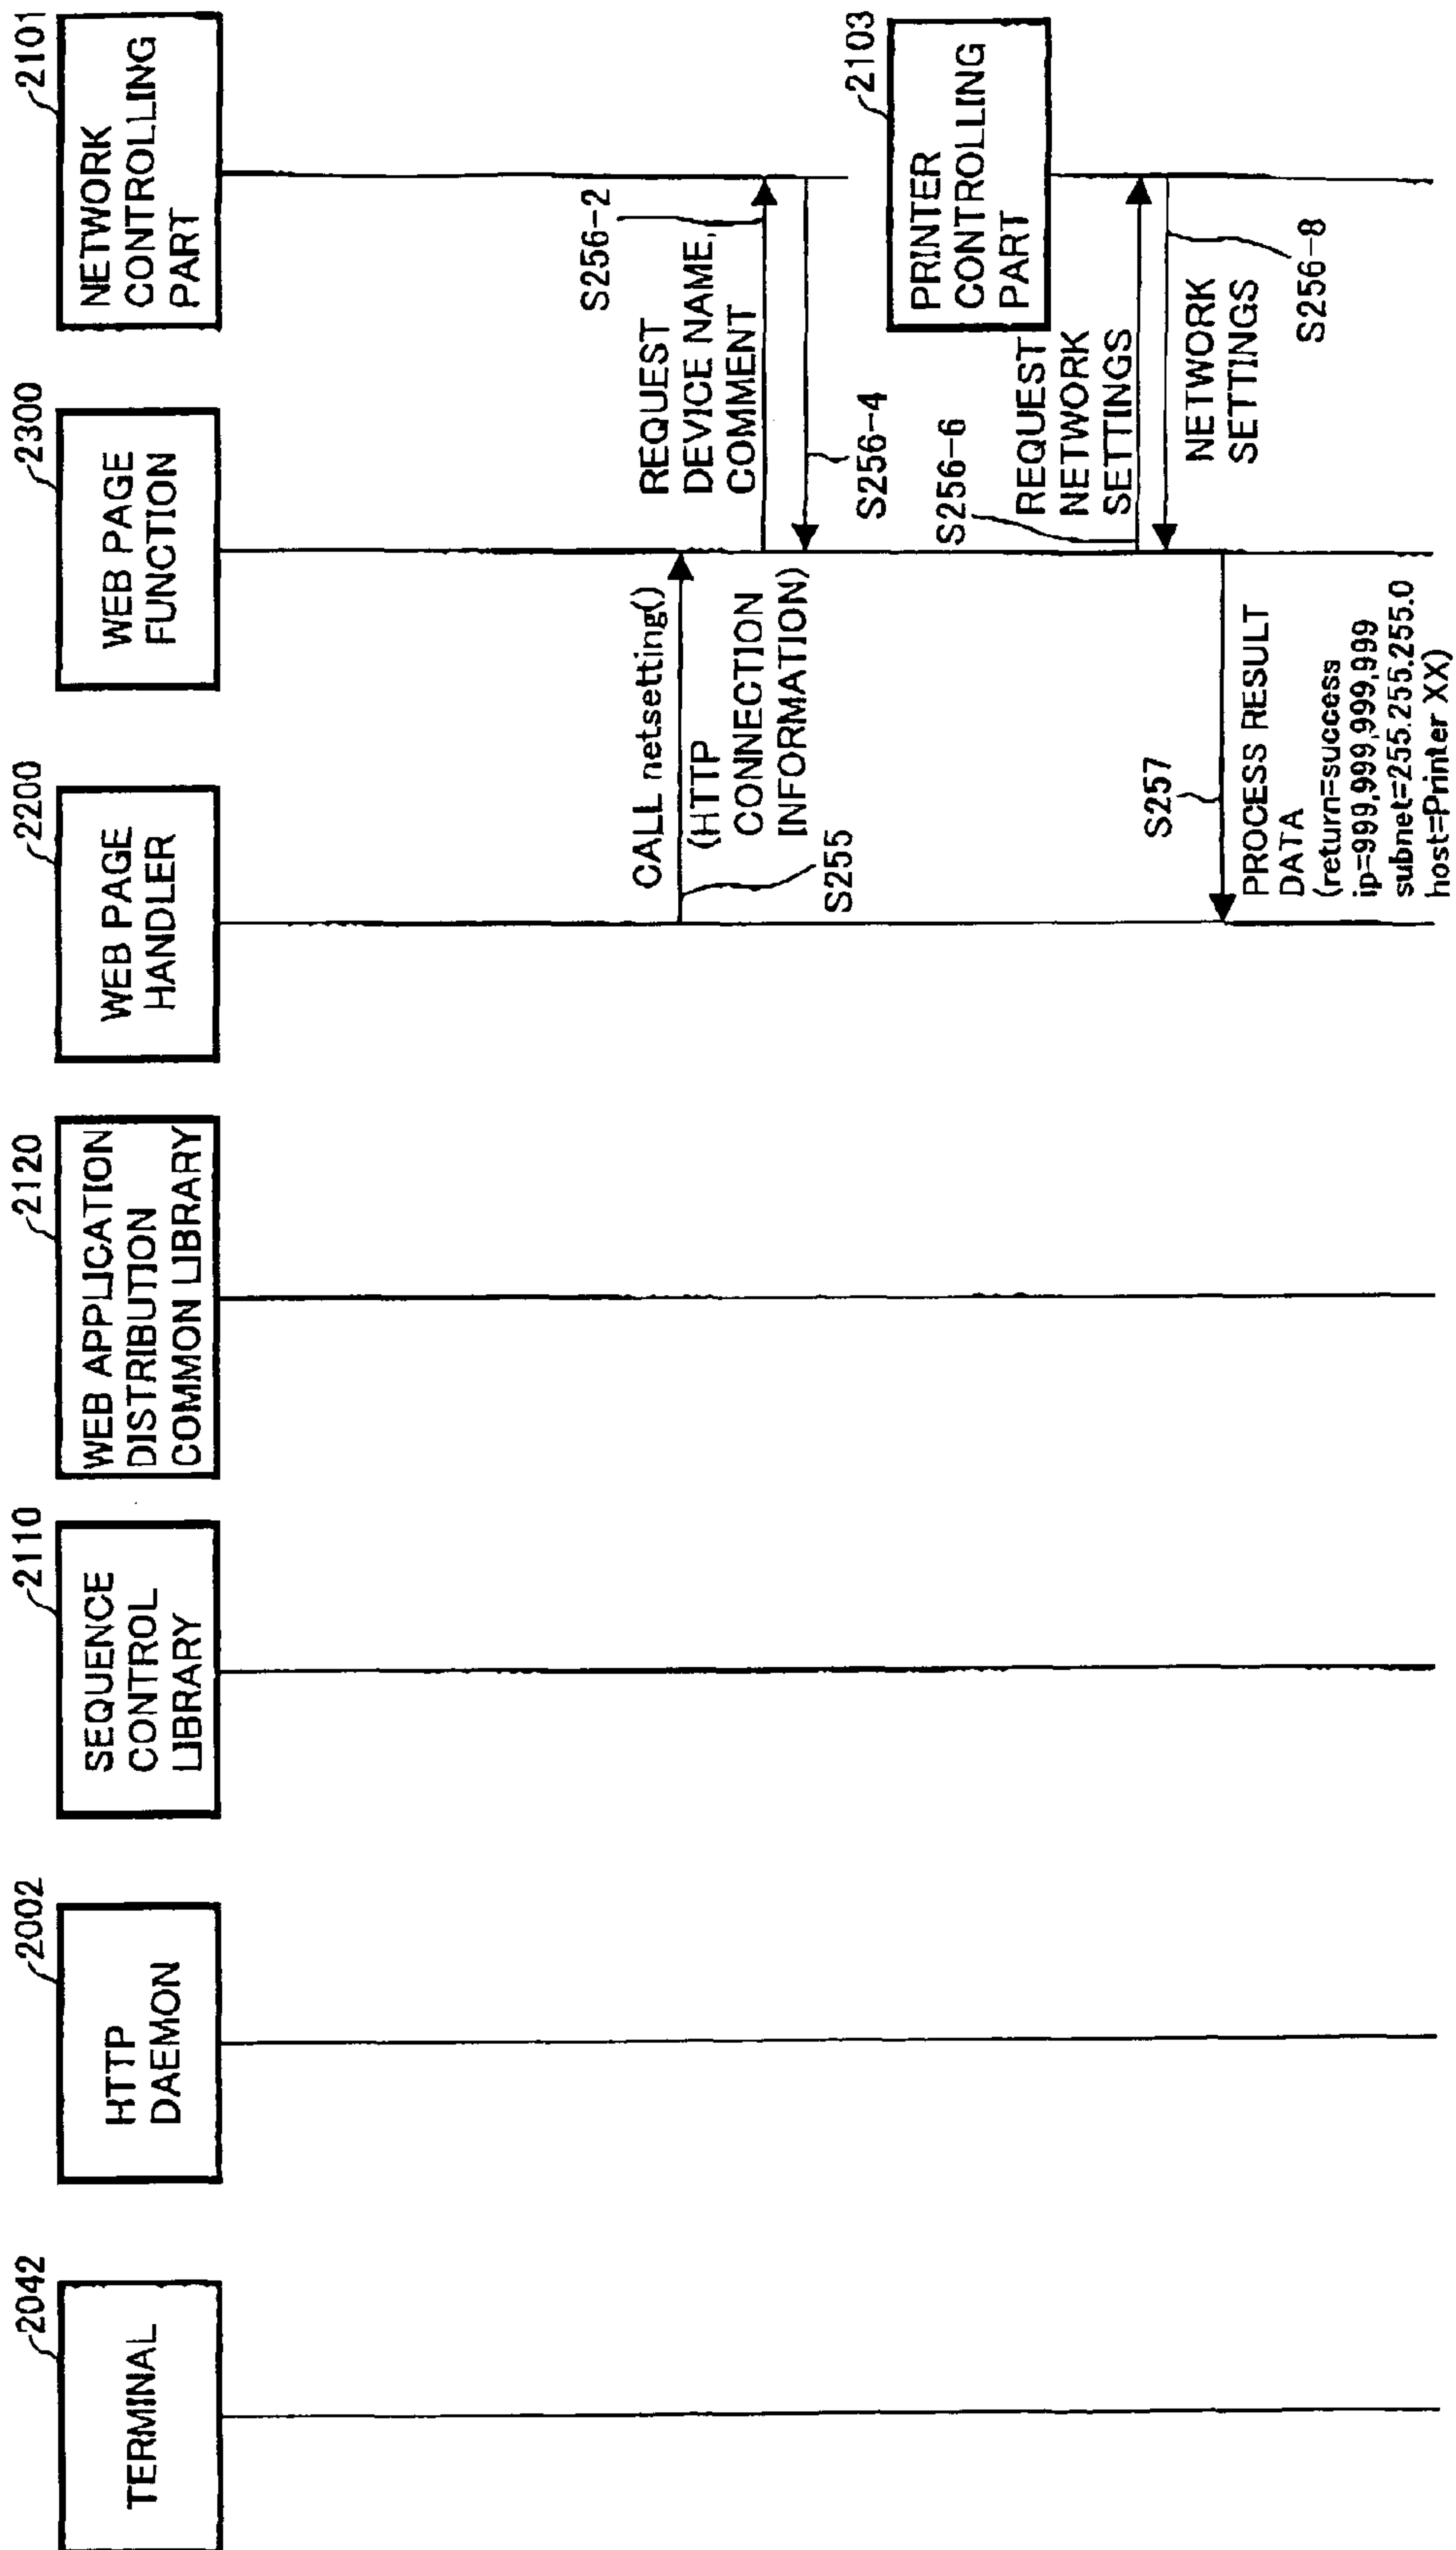 2042
TERMINAL
2002
HTTP
DAEMON
2110
SEQUENCE
CONTROL
LIBRARY
2120
WEB APPLICATION
DISTRIBUTION
COMMON LIBRARY
2200
WEB PAGE
HANDLER
2300
WEB PAGE
FUNCTION
2101
NETWORK
CONTROLLING
PART
CALL netsetting()
(HTTP
CONNECTION
INFORMATION)
S255
S256-2
REQUEST
DEVICE NAME,
COMMENT
S256-4
2103
PRINTER
CONTROLLING
PART
S256-6
REQUEST
NETWORK
SETTINGS
NETWORK
SETTINGS
S256-8
S257
PROCESS RESULT
DATA
(return=success
ip=999,999,999,999
subnet=255.255.255.0
host=Printer XX)